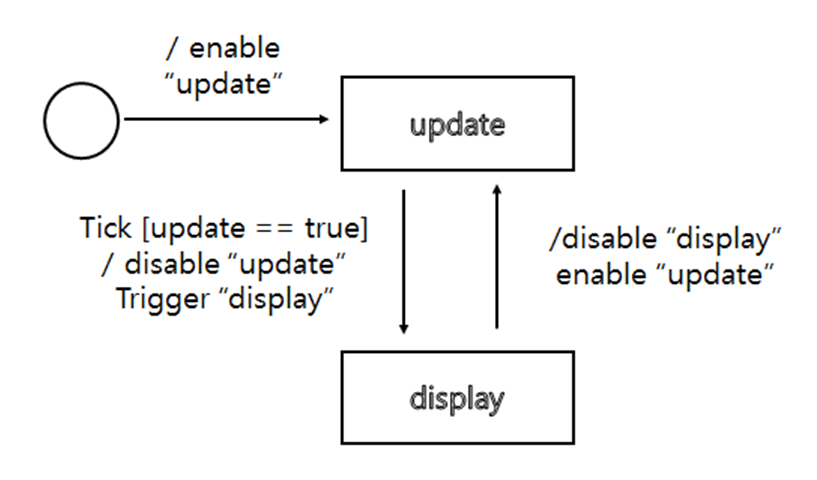 / enable
“update”
update
Tick [update == true]
/ disable “update”
Trigger “display”
/disable “display”
enable “update”
display